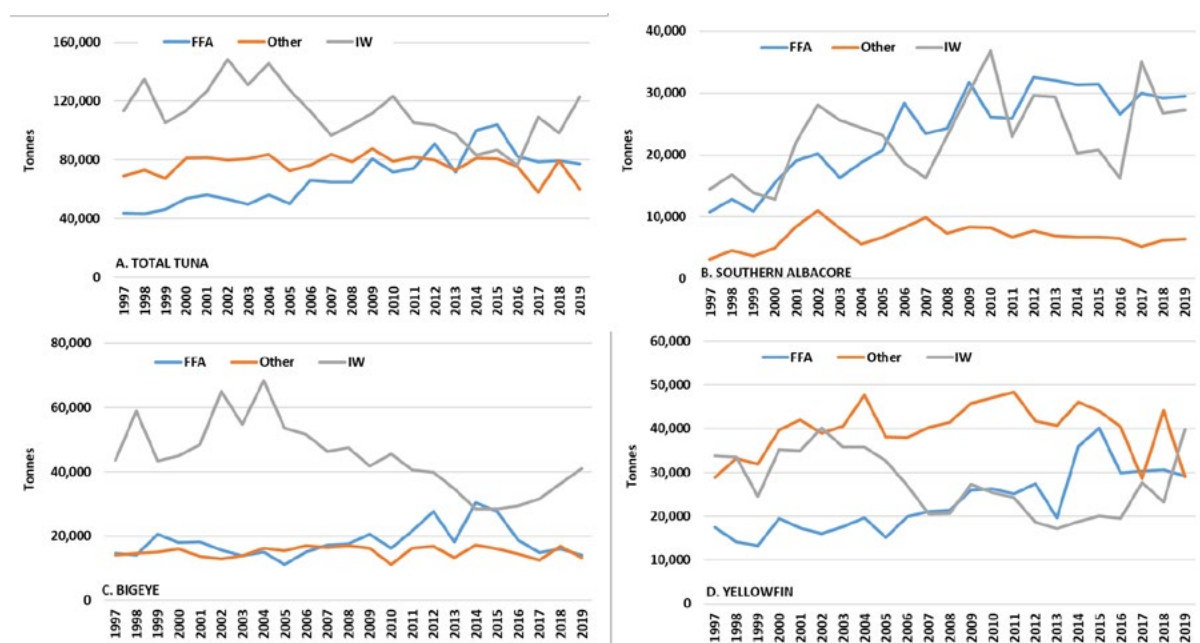 160,000
FFA Other IW
120,000
80,000
40,000
0
Tonnes
A. TOTAL TUNA
1997 1998 1999 2000 2001 2002 2003 2004 2005 2006 2007 2008 2009 2010 2011 2012 2013 2014 2015 2016 2017 2018 2019
40,000
FFA Other IW
30,000
20,000
10,000
0
Tonnes
B. SOUTHERN ALBACORE
1997 1998 1999 2000 2001 2002 2003 2004 2005 2006 2007 2008 2009 2010 2011 2012 2013 2014 2015 2016 2017 2018 2019
80,000
FFA Other IW
60,000
40,000
20,000
0
Tonnes
C. BIGEYE
1997 1998 1999 2000 2001 2002 2003 2004 2005 2006 2007 2008 2009 2010 2011 2012 2013 2014 2015 2016 2017 2018 2019
60,000
FFA Other IW
50,000
40,000
30,000
20,000
10,000
0
Tonnes
D. YELLOWFIN
1997 1998 1999 2000 2001 2002 2003 2004 2005 2006 2007 2008 2009 2010 2011 2012 2013 2014 2015 2016 2017 2018 2019